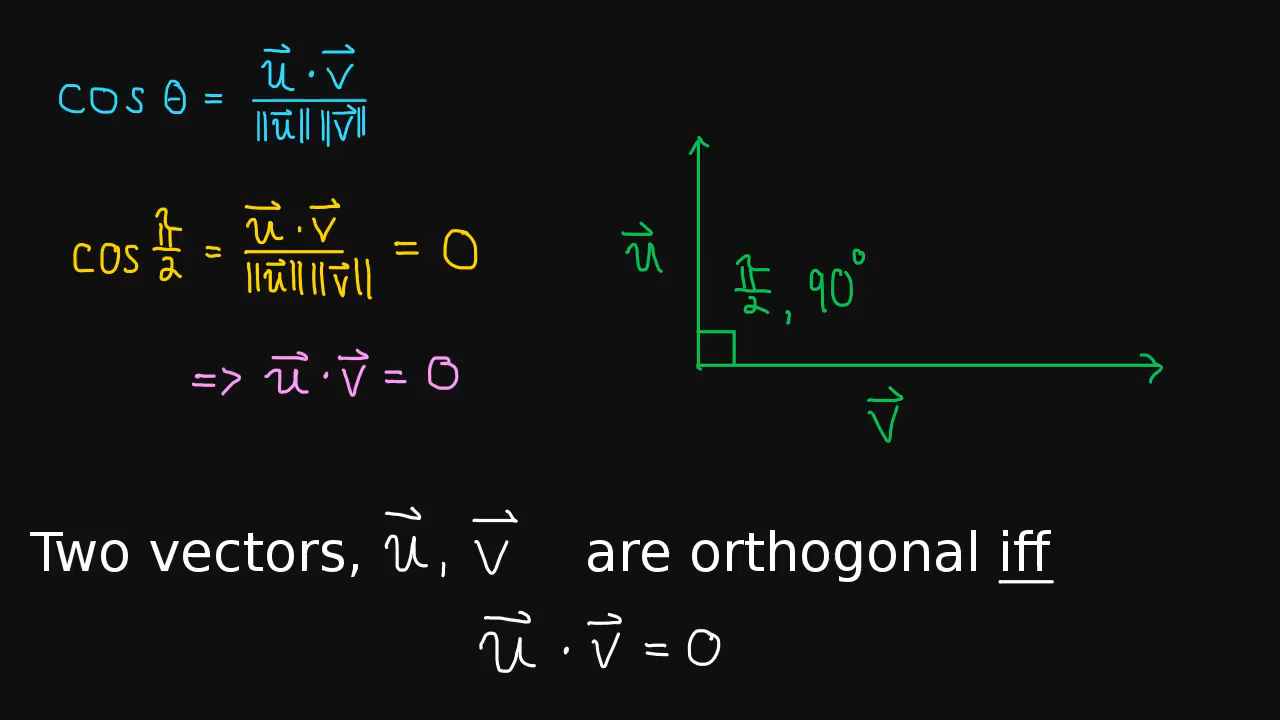 cos θ = u⃗ · v⃗ / ||u⃗|| ||v⃗||
cos π/2 = u⃗ · v⃗ / ||u⃗|| ||v⃗|| = 0
=> u⃗ · v⃗ = 0
u⃗
π/2, 90°
v⃗
Two vectors, u⃗, v⃗ are orthogonal iff
u⃗ · v⃗ = 0